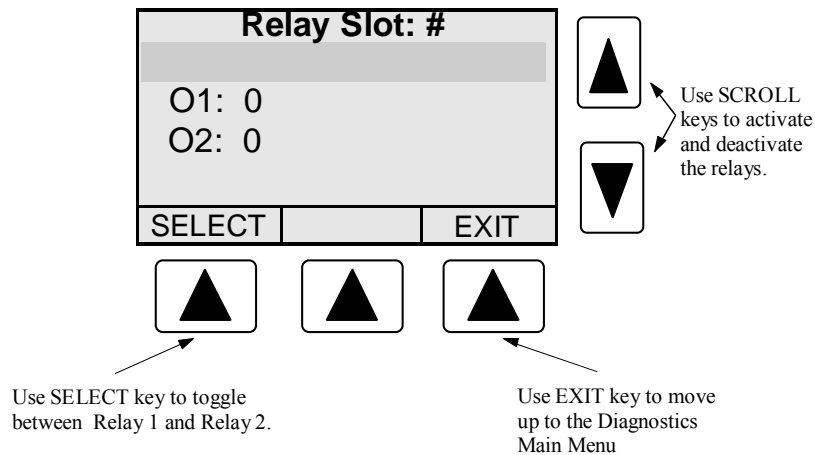 Relay Slot: #
O1: 0
O2: 0
SELECT
EXIT
Use SCROLL
keys to activate
and deactivate
the relays.
Use SELECT key to toggle
between Relay 1 and Relay 2.
Use EXIT key to move
up to the Diagnostics
Main Menu